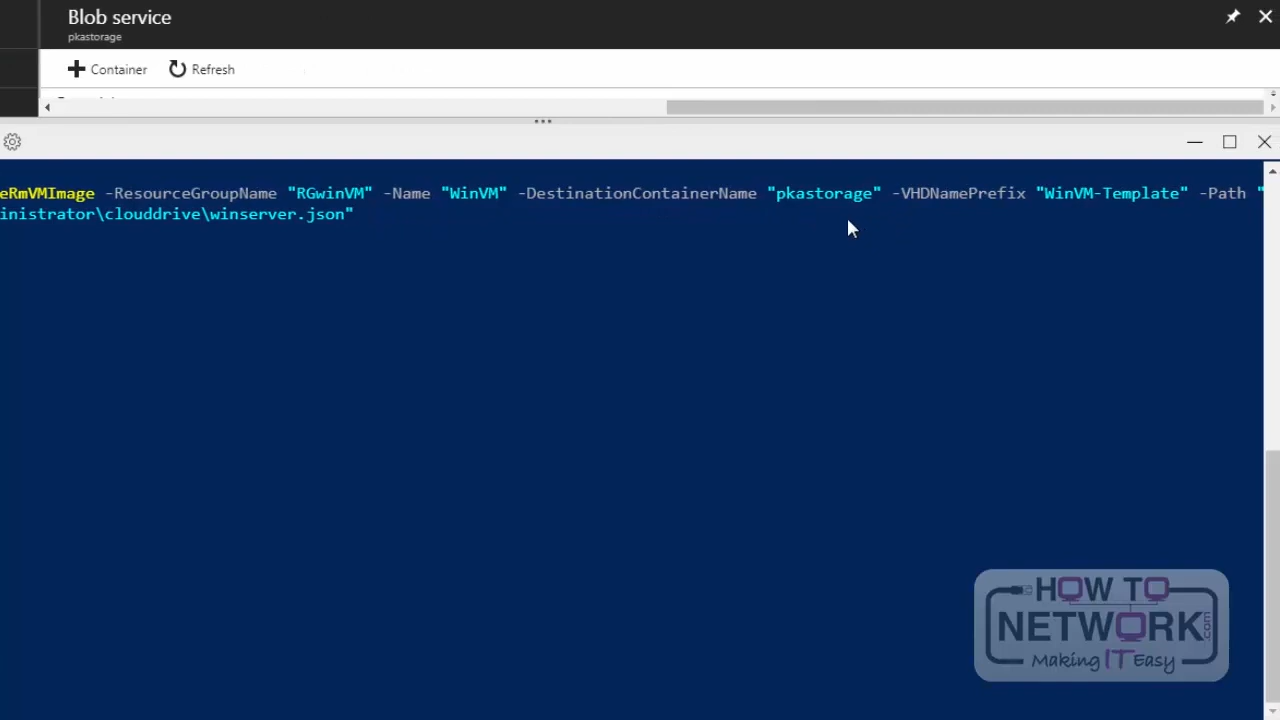 Blob service
pkastorage
Container
Refresh
eRmVMImage -ResourceGroupName "RGwinVM" -Name "WinVM" -DestinationContainerName "pkastorage" -VHDNamePrefix "WinVM-Template" -Path "
inistrator\clouddrive\winserver.json"
HOW TO
NETWORK.com
Making IT Easy